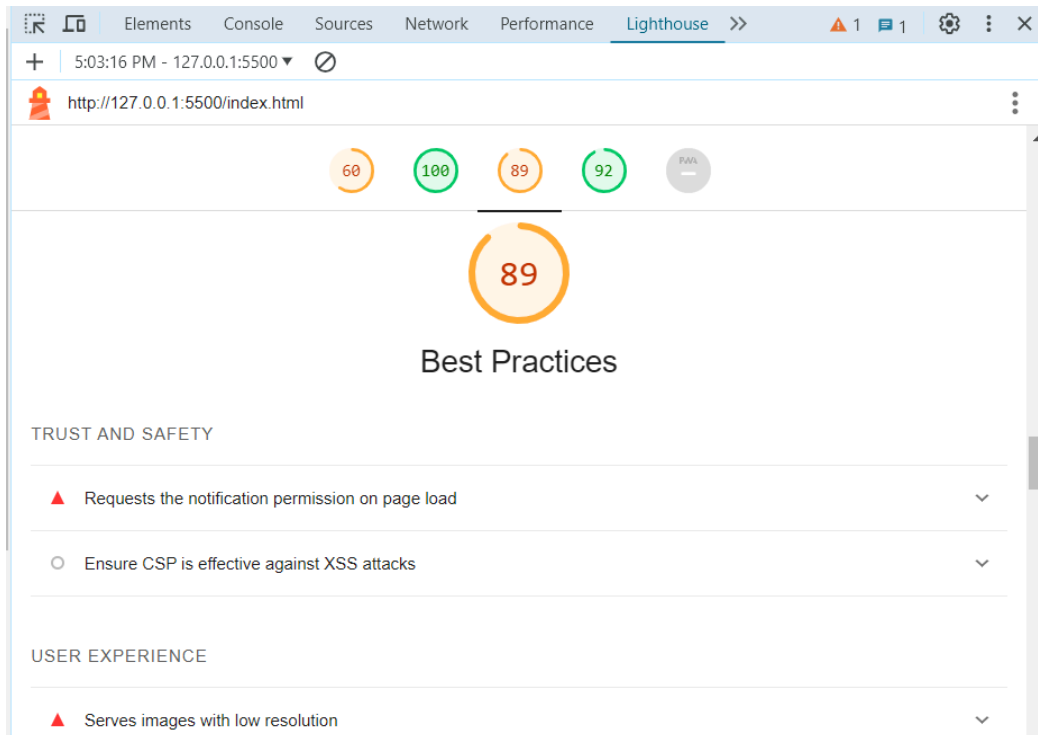 Elements Console Sources Network Performance Lighthouse 1 1
5:03:16 PM - 127.0.0.1:5500
http://127.0.0.1:5500/index.html
60 100 89 92 PWA
89
Best Practices
TRUST AND SAFETY
Requests the notification permission on page load
Ensure CSP is effective against XSS attacks
USER EXPERIENCE
Serves images with low resolution